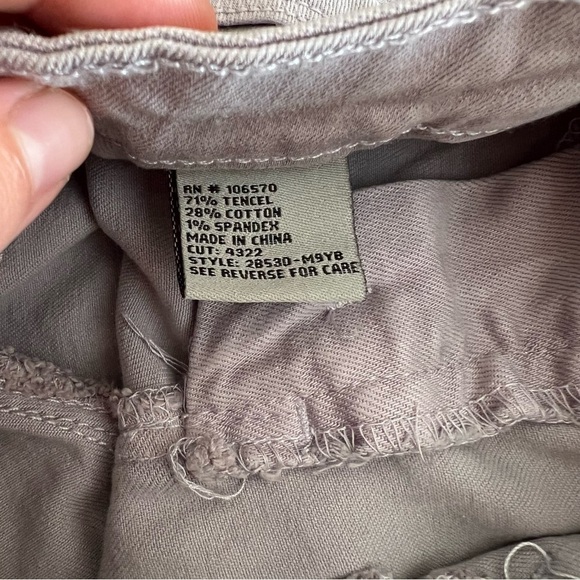 RN # 106570
71% TENCEL
28% COTTON
1% SPANDEX
MADE IN CHINA
CUT: 4322
STYLE: 28530-M9YB
SEE REVERSE FOR CARE